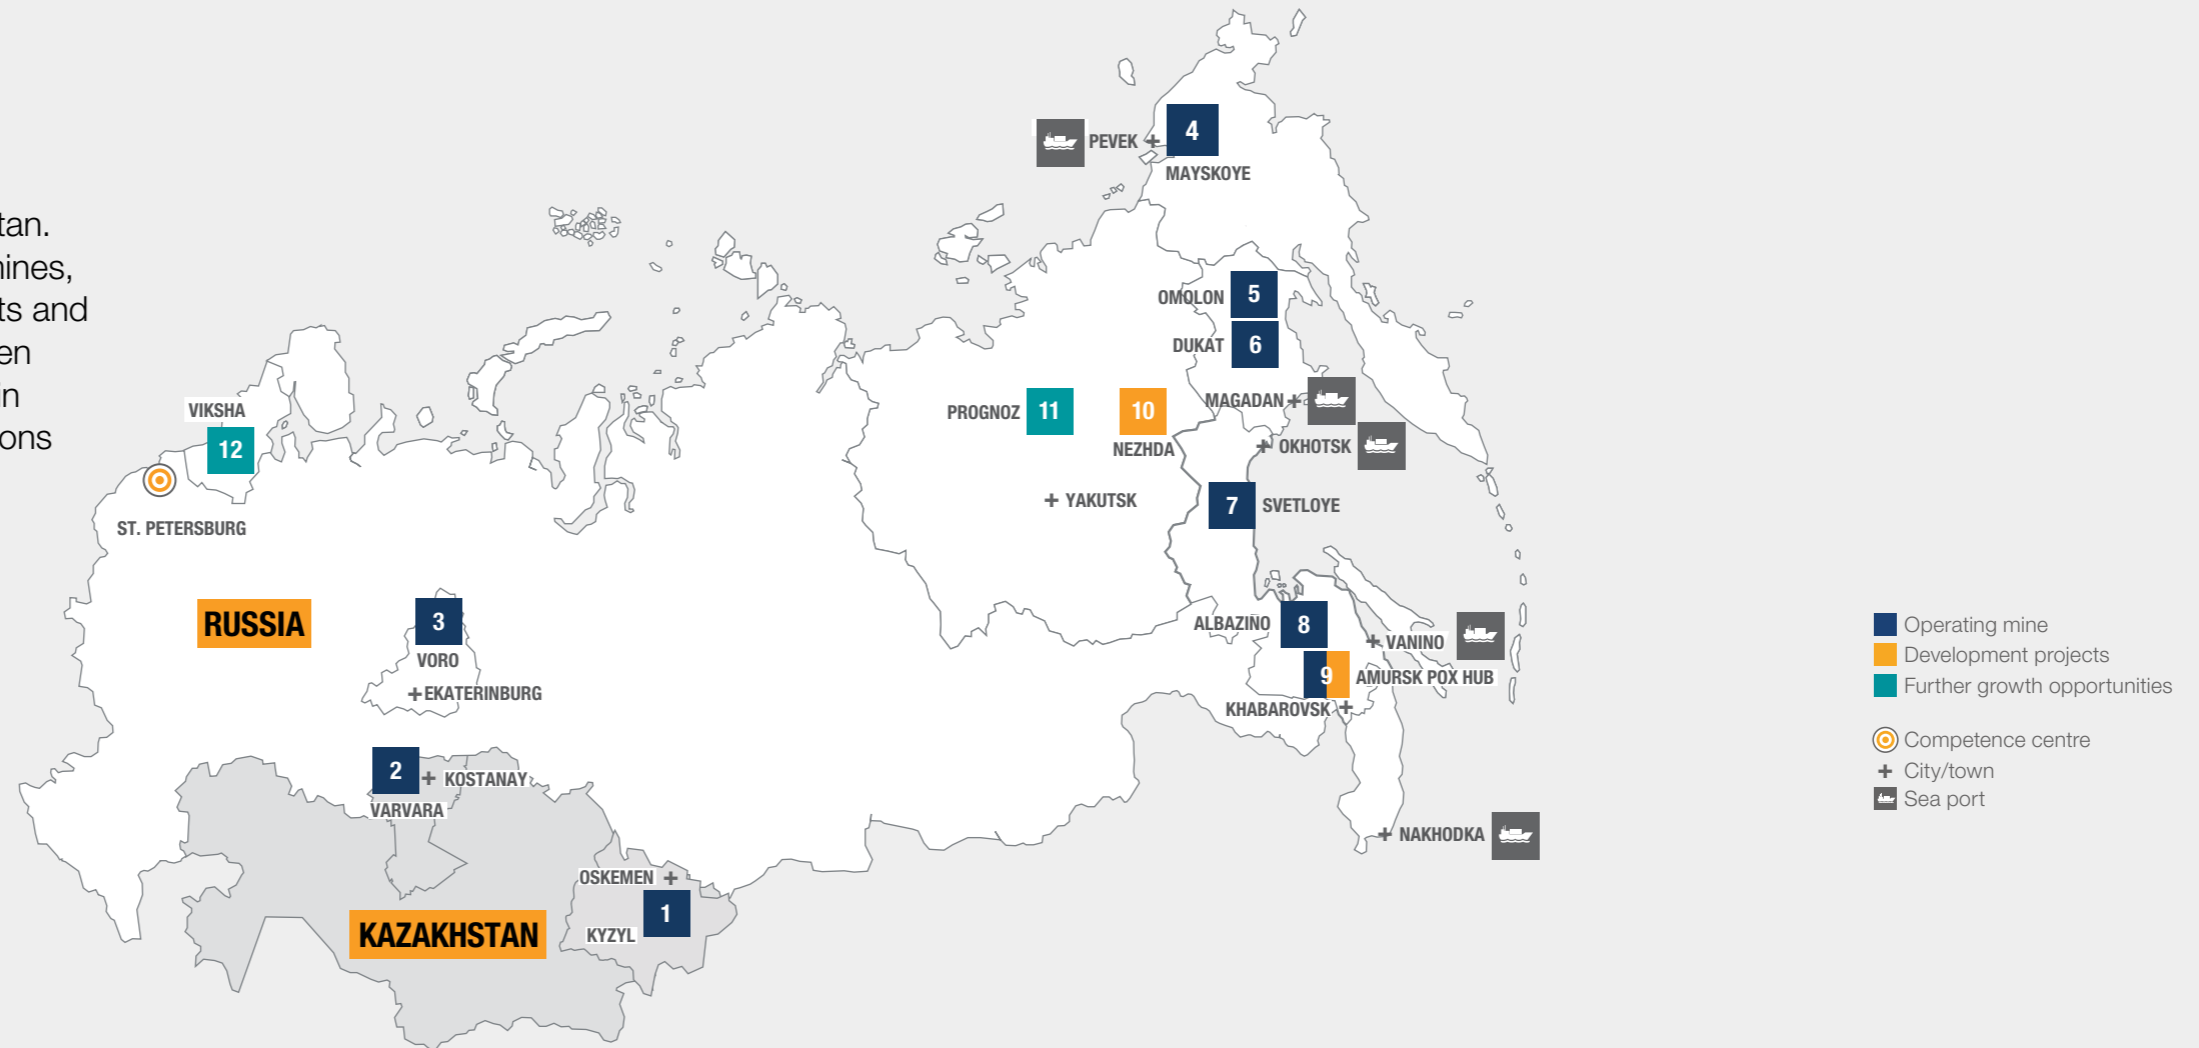 tan.
nines,
ts and
en
in
ons
4
PEVEK
MAYSKOYE
OMOLON
5
DUKAT
6
MAGADAN
VIKSHA
12
PROGNOZ
11
10
NEZHDA
OKHOTSK
YAKUTSK
7
SVETLOYE
ST. PETERSBURG
RUSSIA
3
VORO
EKATERINBURG
ALBAZINO
8
VANINO
9
AMURSK POX HUB
KHABAROVSK
2
KOSTANAY
VARVARA
NAKHODKA
OSKEMEN
1
KYZYL
KAZAKHSTAN
Operating mine
Development projects
Further growth opportunities
Competence centre
City/town
Sea port